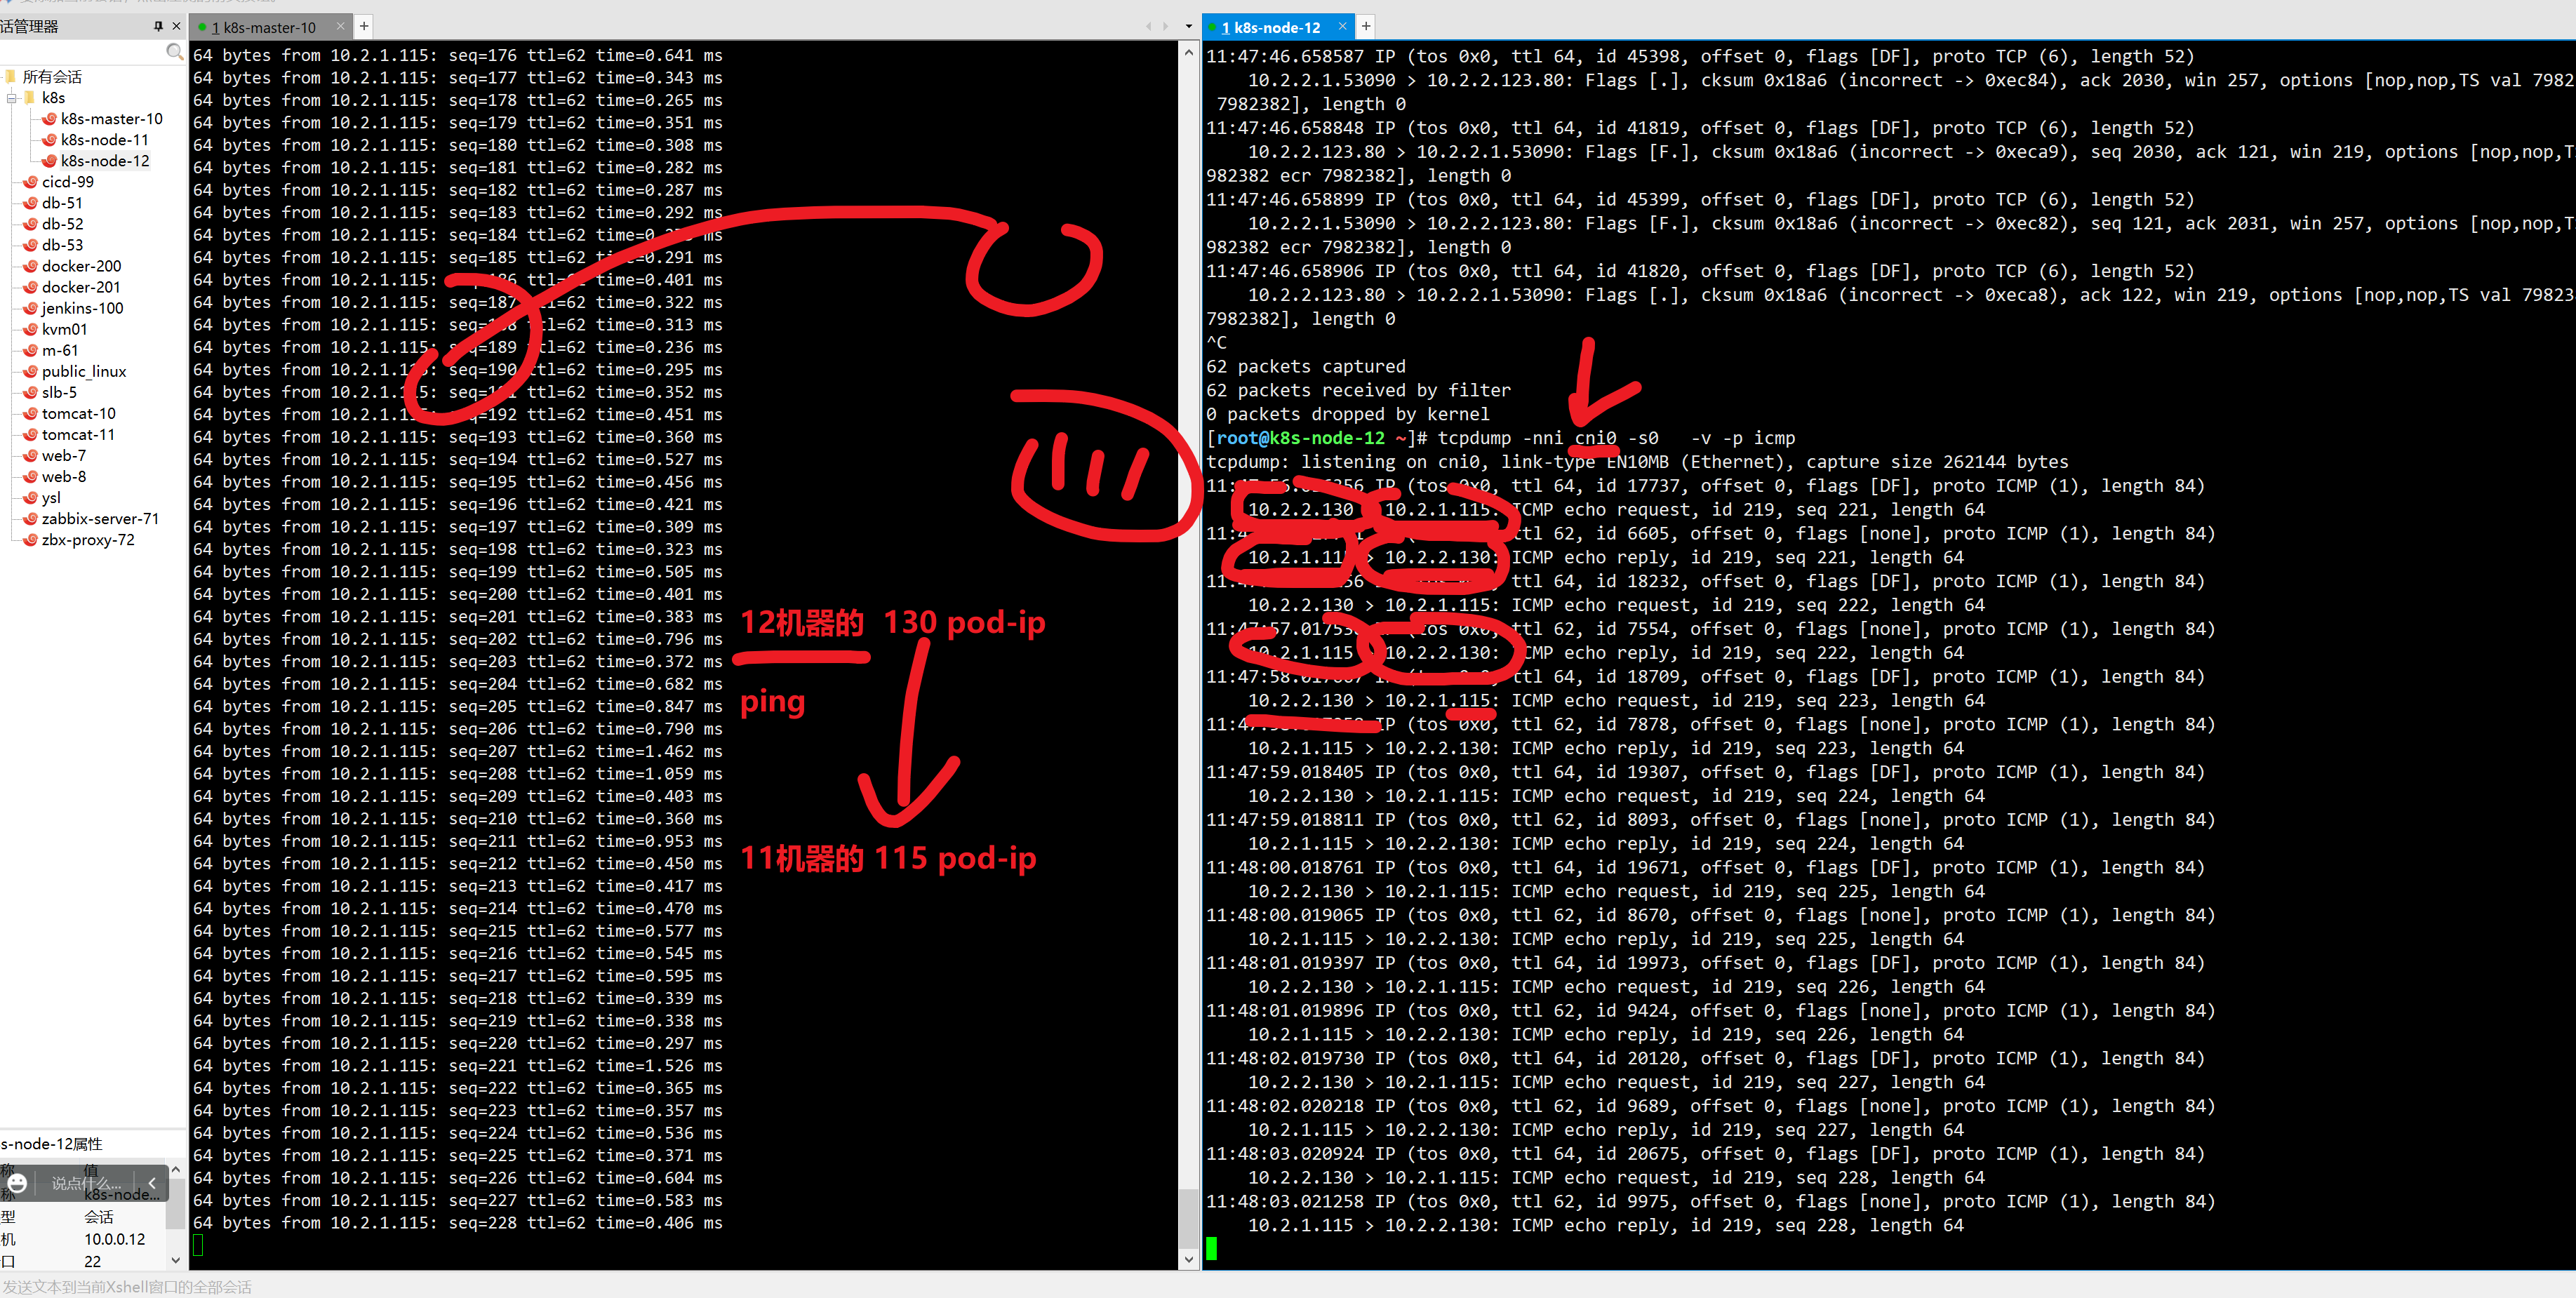 话管理器
1 k8s-master-10
1 k8s-node-12
所有会话
k8s
k8s-master-10
k8s-node-11
k8s-node-12
cicd-99
db-51
db-52
db-53
docker-200
docker-201
jenkins-100
kvm01
m-61
public_linux
slb-5
tomcat-10
tomcat-11
web-7
web-8
ysl
zabbix-server-71
zbx-proxy-72
s-node-12属性
称 值
说点什么...
称 k8s-node...
型 会话
机 10.0.0.12
口 22
64 bytes from 10.2.1.115: seq=176 ttl=62 time=0.641 ms
64 bytes from 10.2.1.115: seq=177 ttl=62 time=0.343 ms
64 bytes from 10.2.1.115: seq=178 ttl=62 time=0.265 ms
64 bytes from 10.2.1.115: seq=179 ttl=62 time=0.351 ms
64 bytes from 10.2.1.115: seq=180 ttl=62 time=0.308 ms
64 bytes from 10.2.1.115: seq=181 ttl=62 time=0.282 ms
64 bytes from 10.2.1.115: seq=182 ttl=62 time=0.287 ms
64 bytes from 10.2.1.115: seq=183 ttl=62 time=0.292 ms
64 bytes from 10.2.1.115: seq=184 ttl=62 ms
64 bytes from 10.2.1.115: seq=185 ttl=62 time=0.291 ms
64 bytes from 10.2.1.115: time=0.401 ms
64 bytes from 10.2.1.115: seq=187 ttl=62 time=0.322 ms
64 bytes from 10.2.1.115: ttl=62 time=0.313 ms
64 bytes from 10.2.1.115: seq=189 ttl=62 time=0.236 ms
64 bytes from seq=190 ttl=62 time=0.295 ms
64 bytes from ttl=62 time=0.352 ms
64 bytes from seq=192 ttl=62 time=0.451 ms
64 bytes from 10.2.1.115: seq=193 ttl=62 time=0.360 ms
64 bytes from 10.2.1.115: seq=194 ttl=62 time=0.527 ms
64 bytes from 10.2.1.115: seq=195 ttl=62 time=0.456 ms
64 bytes from 10.2.1.115: seq=196 ttl=62 time=0.421 ms
64 bytes from 10.2.1.115: seq=197 ttl=62 time=0.309 ms
64 bytes from 10.2.1.115: seq=198 ttl=62 time=0.323 ms
64 bytes from 10.2.1.115: seq=199 ttl=62 time=0.505 ms
64 bytes from 10.2.1.115: seq=200 ttl=62 time=0.401 ms
64 bytes from 10.2.1.115: seq=201 ttl=62 time=0.383 ms
64 bytes from 10.2.1.115: seq=202 ttl=62 time=0.796 ms
64 bytes from 10.2.1.115: seq=203 ttl=62 time=0.372 ms
64 bytes from 10.2.1.115: seq=204 ttl=62 time=0.682 ms
64 bytes from 10.2.1.115: seq=205 ttl=62 time=0.847 ms
64 bytes from 10.2.1.115: seq=206 ttl=62 time=0.790 ms
64 bytes from 10.2.1.115: seq=207 ttl=62 time=1.462 ms
64 bytes from 10.2.1.115: seq=208 ttl=62 time=1.059 ms
64 bytes from 10.2.1.115: seq=209 ttl=62 time=0.403 ms
64 bytes from 10.2.1.115: seq=210 ttl=62 time=0.360 ms
64 bytes from 10.2.1.115: seq=211 ttl=62 time=0.953 ms
64 bytes from 10.2.1.115: seq=212 ttl=62 time=0.450 ms
64 bytes from 10.2.1.115: seq=213 ttl=62 time=0.417 ms
64 bytes from 10.2.1.115: seq=214 ttl=62 time=0.470 ms
64 bytes from 10.2.1.115: seq=215 ttl=62 time=0.577 ms
64 bytes from 10.2.1.115: seq=216 ttl=62 time=0.545 ms
64 bytes from 10.2.1.115: seq=217 ttl=62 time=0.595 ms
64 bytes from 10.2.1.115: seq=218 ttl=62 time=0.339 ms
64 bytes from 10.2.1.115: seq=219 ttl=62 time=0.338 ms
64 bytes from 10.2.1.115: seq=220 ttl=62 time=0.297 ms
64 bytes from 10.2.1.115: seq=221 ttl=62 time=1.526 ms
64 bytes from 10.2.1.115: seq=222 ttl=62 time=0.365 ms
64 bytes from 10.2.1.115: seq=223 ttl=62 time=0.357 ms
64 bytes from 10.2.1.115: seq=224 ttl=62 time=0.536 ms
64 bytes from 10.2.1.115: seq=225 ttl=62 time=0.371 ms
64 bytes from 10.2.1.115: seq=226 ttl=62 time=0.604 ms
64 bytes from 10.2.1.115: seq=227 ttl=62 time=0.583 ms
64 bytes from 10.2.1.115: seq=228 ttl=62 time=0.406 ms
12机器的 130 pod-ip
ping
11机器的 115 pod-ip
11:47:46.658587 IP (tos 0x0, ttl 64, id 45398, offset 0, flags [DF], proto TCP (6), length 52)
10.2.2.1.53090 > 10.2.2.123.80: Flags [.], cksum 0x18a6 (incorrect -> 0xec84), ack 2030, win 257, options [nop,nop,TS val 7982
7982382], length 0
11:47:46.658848 IP (tos 0x0, ttl 64, id 41819, offset 0, flags [DF], proto TCP (6), length 52)
10.2.2.123.80 > 10.2.2.1.53090: Flags [F.], cksum 0x18a6 (incorrect -> 0xeca9), seq 2030, ack 121, win 219, options [nop,nop,T
982382 ecr 7982382], length 0
11:47:46.658899 IP (tos 0x0, ttl 64, id 45399, offset 0, flags [DF], proto TCP (6), length 52)
10.2.2.1.53090 > 10.2.2.123.80: Flags [F.], cksum 0x18a6 (incorrect -> 0xec82), seq 121, ack 2031, win 257, options [nop,nop,T
982382 ecr 7982382], length 0
11:47:46.658906 IP (tos 0x0, ttl 64, id 41820, offset 0, flags [DF], proto TCP (6), length 52)
10.2.2.123.80 > 10.2.2.1.53090: Flags [.], cksum 0x18a6 (incorrect -> 0xeca8), ack 122, win 219, options [nop,nop,TS val 79823
7982382], length 0
^C
62 packets captured
62 packets received by filter
0 packets dropped by kernel
[root@k8s-node-12 ~]# tcpdump -nni cni0 -s0 -v -p icmp
tcpdump: listening on cni0, link-type EN10MB (Ethernet), capture size 262144 bytes
IP (tos 0x0, ttl 64, id 17737, offset 0, flags [DF], proto ICMP (1), length 84)
10.2.2.130 10.2.1.115: ICMP echo request, id 219, seq 221, length 64
ttl 62, id 6605, offset 0, flags [none], proto ICMP (1), length 84)
> 10.2.2.130: ICMP echo reply, id 219, seq 221, length 64
ttl 64, id 18232, offset 0, flags [DF], proto ICMP (1), length 84)
10.2.2.130 > 10.2.1.115: ICMP echo request, id 219, seq 222, length 64
IP (tos 0x0, ttl 62, id 7554, offset 0, flags [none], proto ICMP (1), length 84)
10.2.1.115 10.2.2.130: ICMP echo reply, id 219, seq 222, length 64
ttl 64, id 18709, offset 0, flags [DF], proto ICMP (1), length 84)
10.2.2.130 > 10.2.1.115: ICMP echo request, id 219, seq 223, length 64
IP (tos 0x0, ttl 62, id 7878, offset 0, flags [none], proto ICMP (1), length 84)
10.2.1.115 > 10.2.2.130: ICMP echo reply, id 219, seq 223, length 64
11:47:59.018405 IP (tos 0x0, ttl 64, id 19307, offset 0, flags [DF], proto ICMP (1), length 84)
10.2.2.130 > 10.2.1.115: ICMP echo request, id 219, seq 224, length 64
11:47:59.018811 IP (tos 0x0, ttl 62, id 8093, offset 0, flags [none], proto ICMP (1), length 84)
10.2.1.115 > 10.2.2.130: ICMP echo reply, id 219, seq 224, length 64
11:48:00.018761 IP (tos 0x0, ttl 64, id 19671, offset 0, flags [DF], proto ICMP (1), length 84)
10.2.2.130 > 10.2.1.115: ICMP echo request, id 219, seq 225, length 64
11:48:00.019065 IP (tos 0x0, ttl 62, id 8670, offset 0, flags [none], proto ICMP (1), length 84)
10.2.1.115 > 10.2.2.130: ICMP echo reply, id 219, seq 225, length 64
11:48:01.019397 IP (tos 0x0, ttl 64, id 19973, offset 0, flags [DF], proto ICMP (1), length 84)
10.2.2.130 > 10.2.1.115: ICMP echo request, id 219, seq 226, length 64
11:48:01.019896 IP (tos 0x0, ttl 62, id 9424, offset 0, flags [none], proto ICMP (1), length 84)
10.2.1.115 > 10.2.2.130: ICMP echo reply, id 219, seq 226, length 64
11:48:02.019730 IP (tos 0x0, ttl 64, id 20120, offset 0, flags [DF], proto ICMP (1), length 84)
10.2.2.130 > 10.2.1.115: ICMP echo request, id 219, seq 227, length 64
11:48:02.020218 IP (tos 0x0, ttl 62, id 9689, offset 0, flags [none], proto ICMP (1), length 84)
10.2.1.115 > 10.2.2.130: ICMP echo reply, id 219, seq 227, length 64
11:48:03.020924 IP (tos 0x0, ttl 64, id 20675, offset 0, flags [DF], proto ICMP (1), length 84)
10.2.2.130 > 10.2.1.115: ICMP echo request, id 219, seq 228, length 64
11:48:03.021258 IP (tos 0x0, ttl 62, id 9975, offset 0, flags [none], proto ICMP (1), length 84)
10.2.1.115 > 10.2.2.130: ICMP echo reply, id 219, seq 228, length 64
发送文本到当前Xshell窗口的全部会话